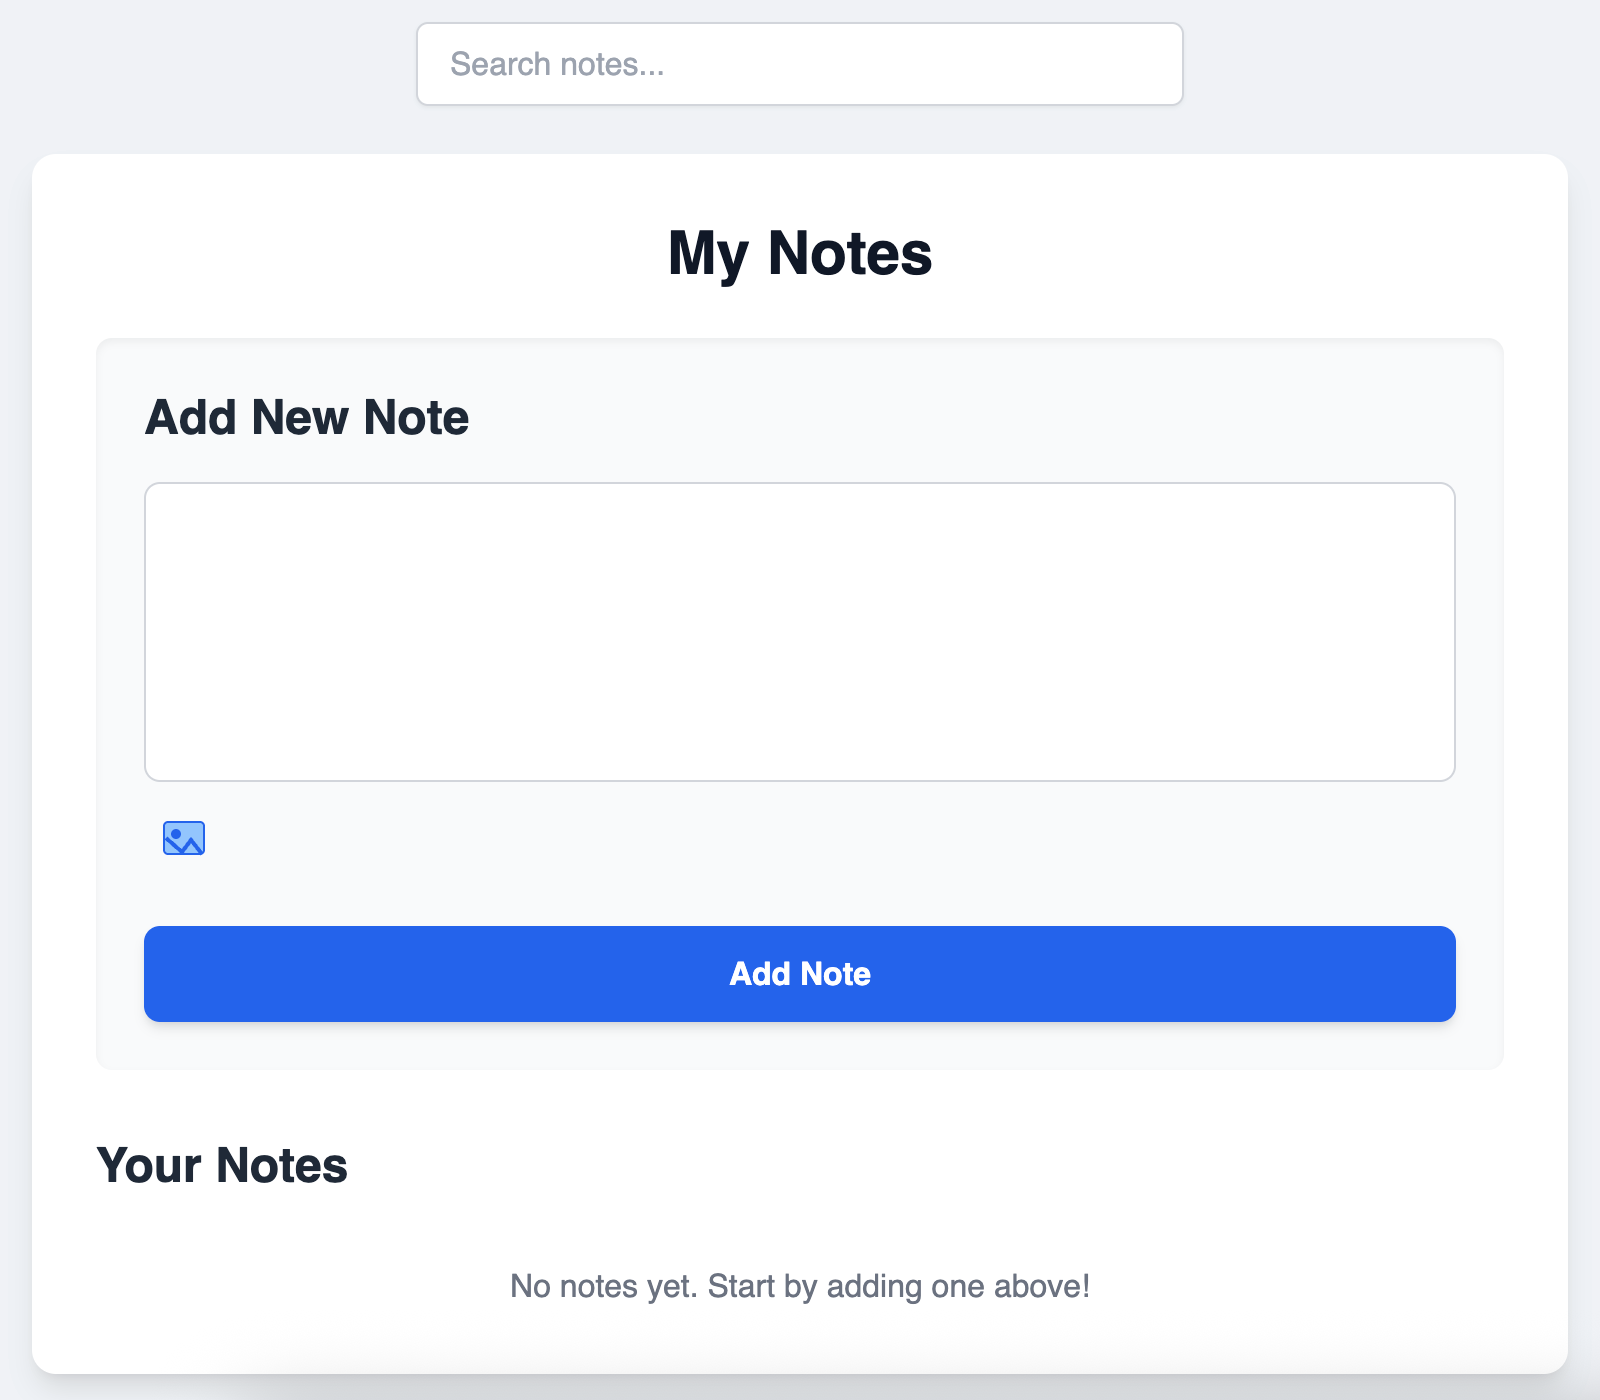 Search notes...
My Notes
Add New Note
Add Note
Your Notes
No notes yet. Start by adding one above!